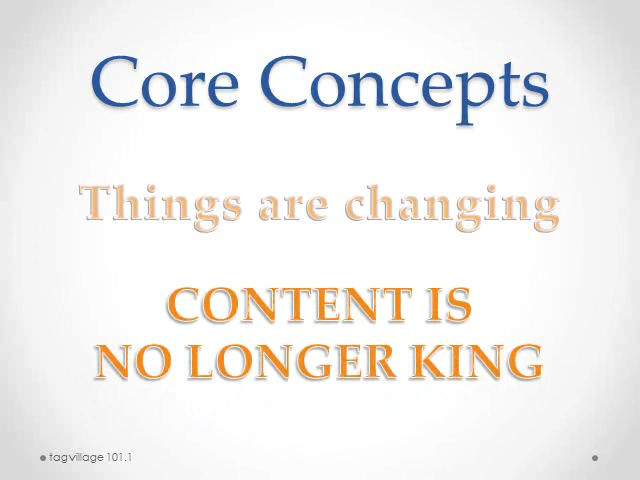 Core Concepts
Things are changing
CONTENT IS
NO LONGER KING
tagvillage 101.1